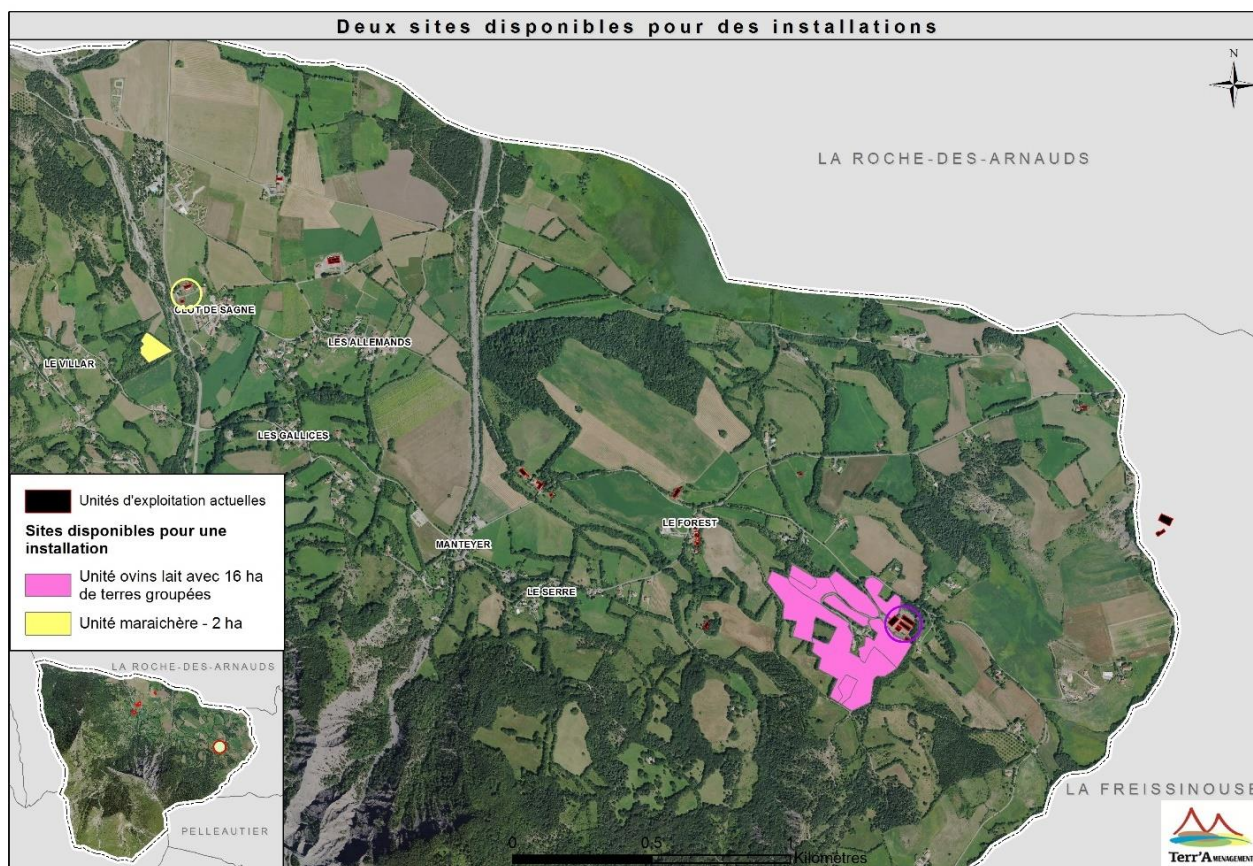 Deux sites disponibles pour des installations
N
LA ROCHE-DES-ARNAUDS
CLOT DE SAGNE
LES ALLEMANDS
LE VILLAR
LES GALLICES
Unités d'exploitation actuelles
Sites disponibles pour une
installation
Unité ovins lait avec 16 ha
de terres groupées
Unité maraichère - 2 ha
MANTEYER
LE FOREST
LE SERRE
LA ROCHE-DES-ARNAUDS
PELLEAUTIER
LA FREISSINOUSE
0 0,5 1
Kilomètres
Terr'AMENAGEMENT